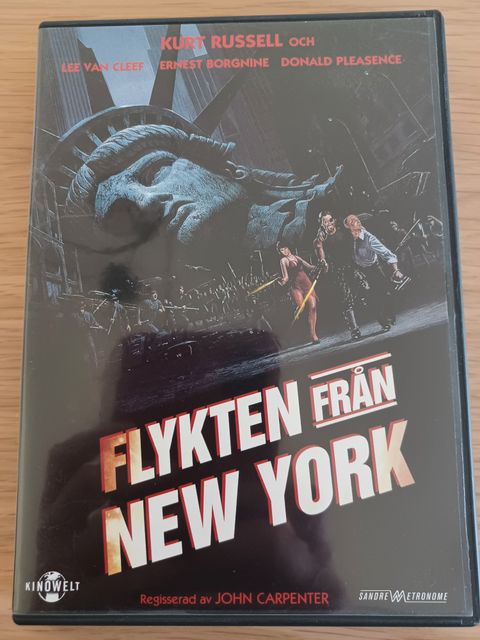 KURT RUSSELL OCH
LEE VAN CLEEF ERNEST BORGNINE DONALD PLEASENCE
FLYKTEN FRÅN
NEW YORK
KINOWELT
Regisserad av JOHN CARPENTER
SANDREW METRONOME